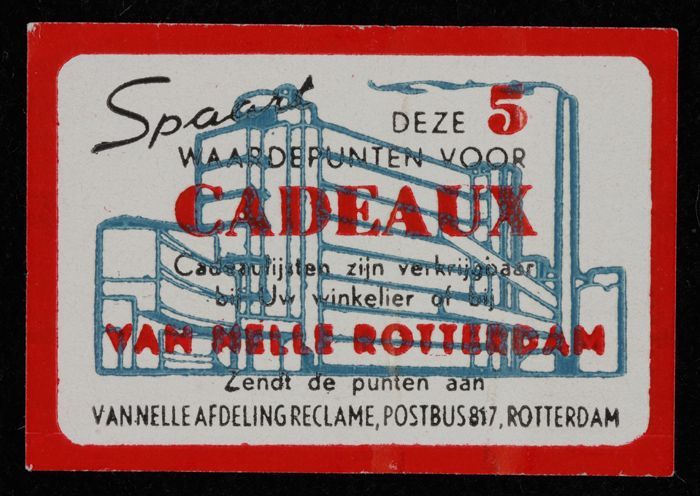 Spaart
DEZE 5
WAARDEPUNTEN VOOR
CADEAUX
Cadeaulijsten zijn verkrijgbaar
bij Uw winkelier of bij
VAN NELLE ROTTERDAM
Zendt de punten aan
VAN NELLE AFDELING RECLAME, POSTBUS 817, ROTTERDAM